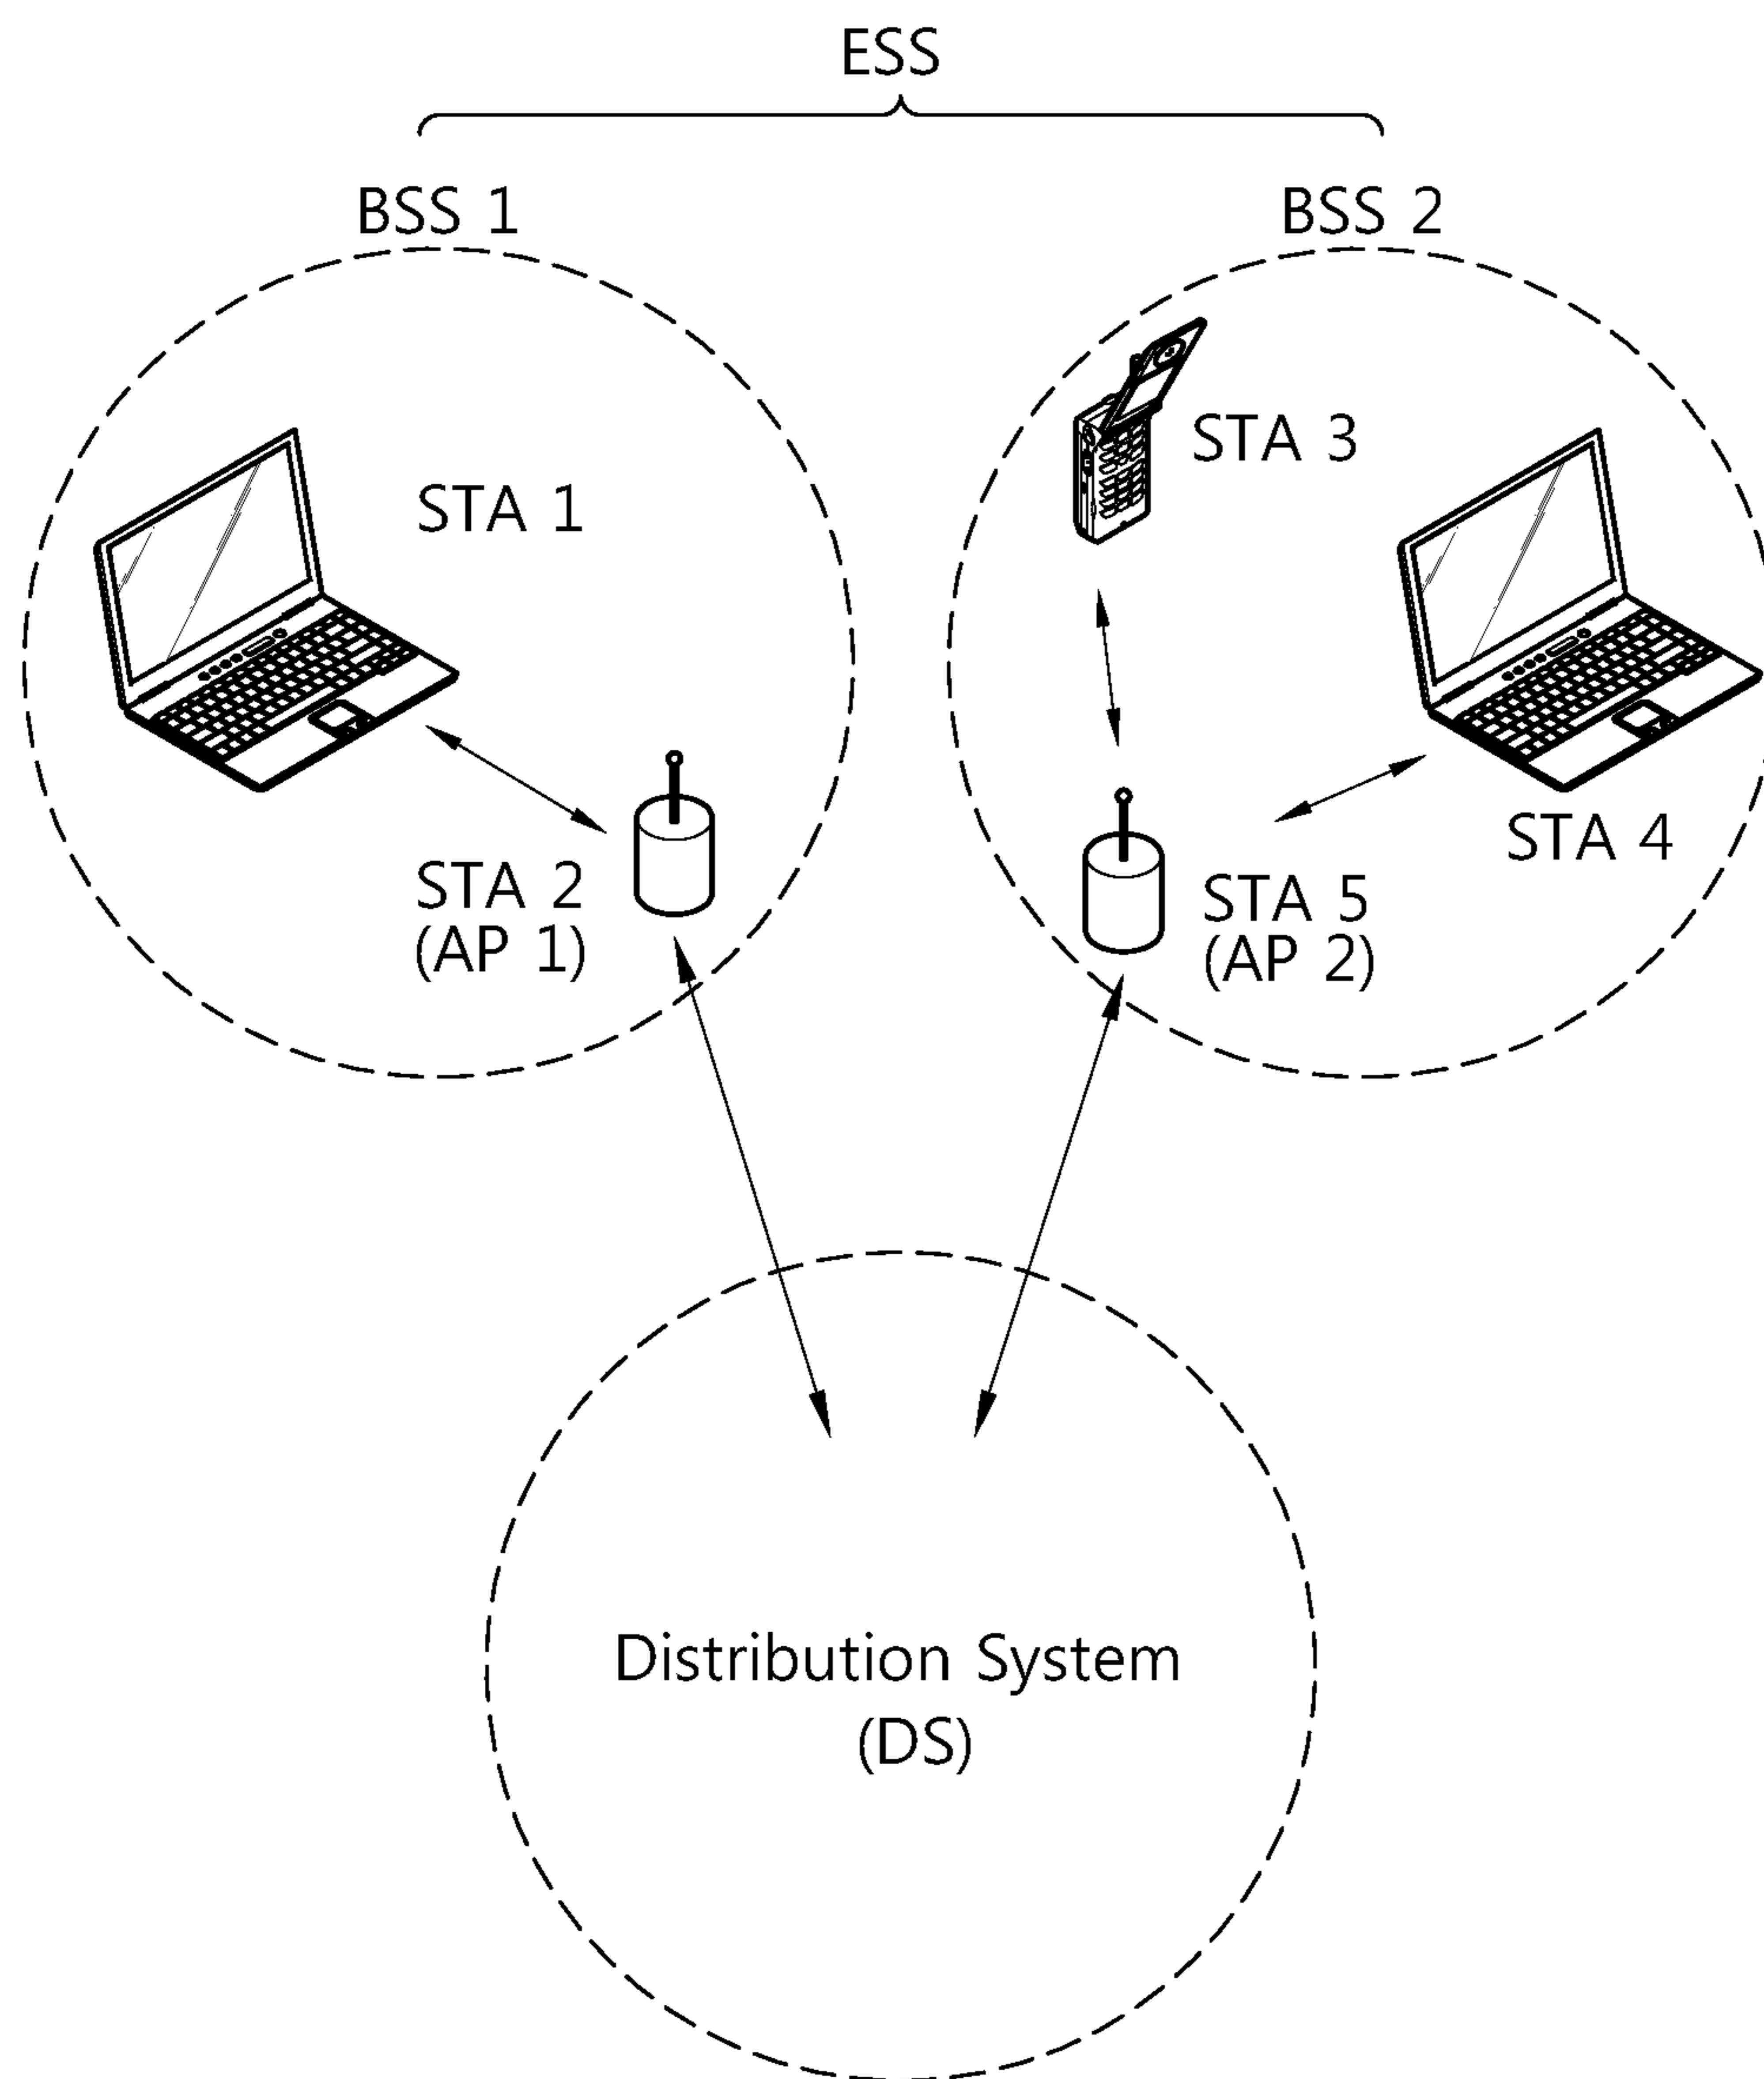 ESS
BSS 1
BSS 2
STA 3
STA 1
STA 4
STA 2
(AP 1)
STA 5
(AP 2)
Distribution System
(DS)